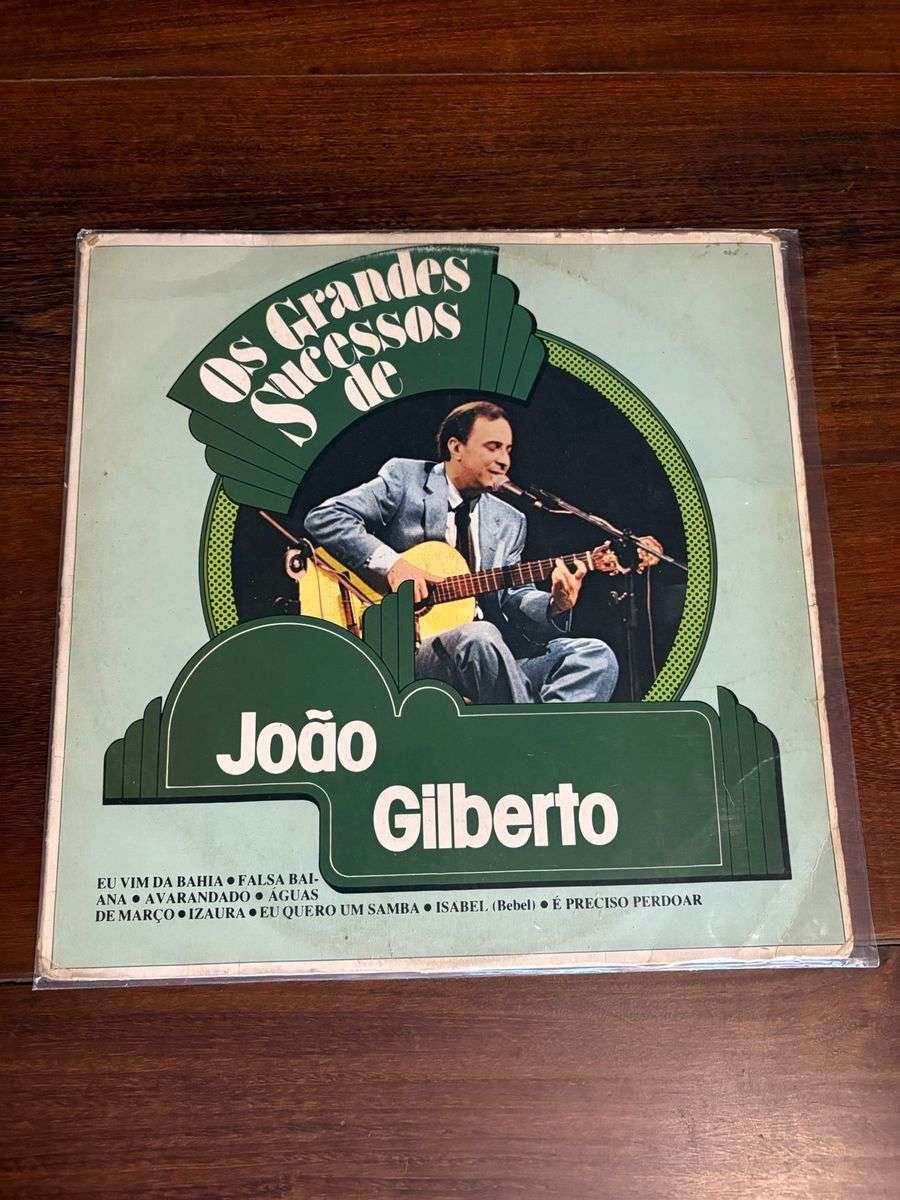 Os Grandes
Sucessos
de
João
Gilberto
EU VIM DA BAHIA ● FALSA BAI-
ANA ● AVARANDADO ● ÁGUAS
DE MARÇO ● IZAURA ● EU QUERO UM SAMBA ● ISABEL (Bebel) ● É PRECISO PERDOAR